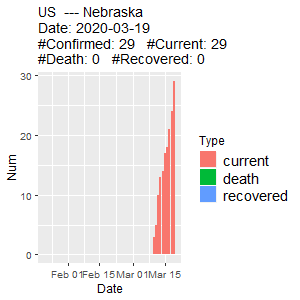 US --- Nebraska
Date: 2020-03-19
#Confirmed: 29 #Current: 29
#Death: 0 #Recovered: 0
30
20
10
0
Num
Feb 01 Feb 15 Mar 01 Mar 15
Date
Type
current
death
recovered